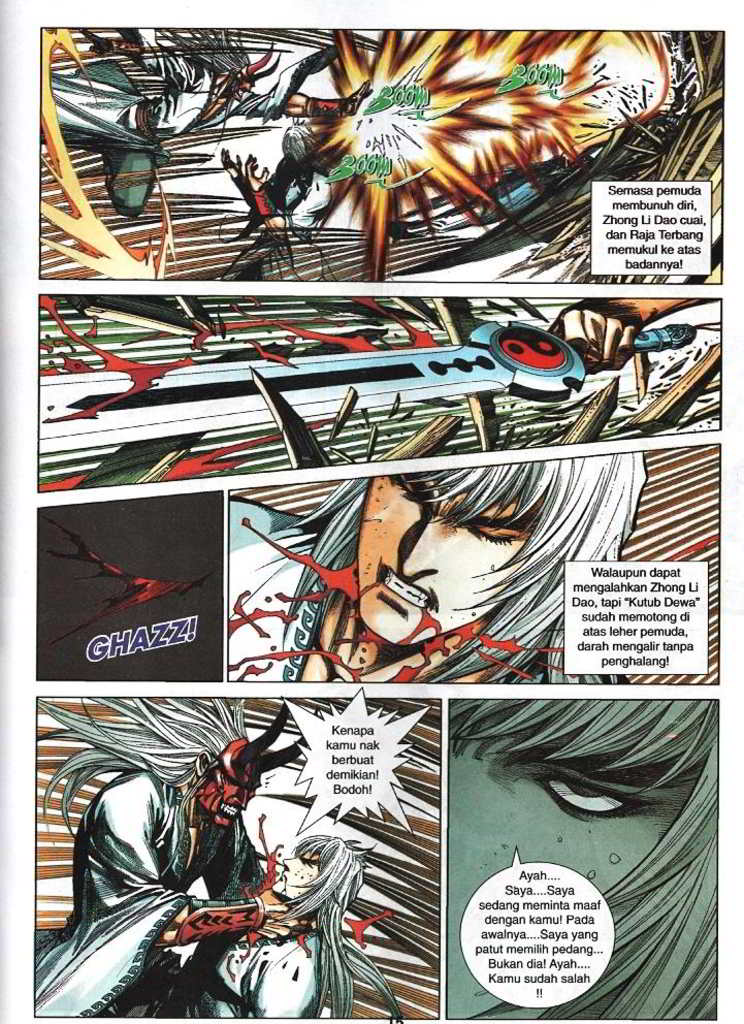 BOOM
BOOM
BOOM
Semasa pemuda
membunuh diri,
Zhong Li Dao cuai,
dan Raja Terbang
memukul ke atas
badannya!
GHAZZ!
Walaupun dapat
mengalahkan Zhong Li
Dao, tapi "Kutub Dewa"
sudah memotong di
atas leher pemuda,
darah mengalir tanpa
penghalang!
Kenapa
kamu nak
berbuat
demikian!
Bodoh!
Ayah....
Saya....Saya
sedang meminta maaf
dengan kamu! Pada
awalnya....Saya yang
patut memilih pedang...
Bukan dia! Ayah....
Kamu sudah salah
!!